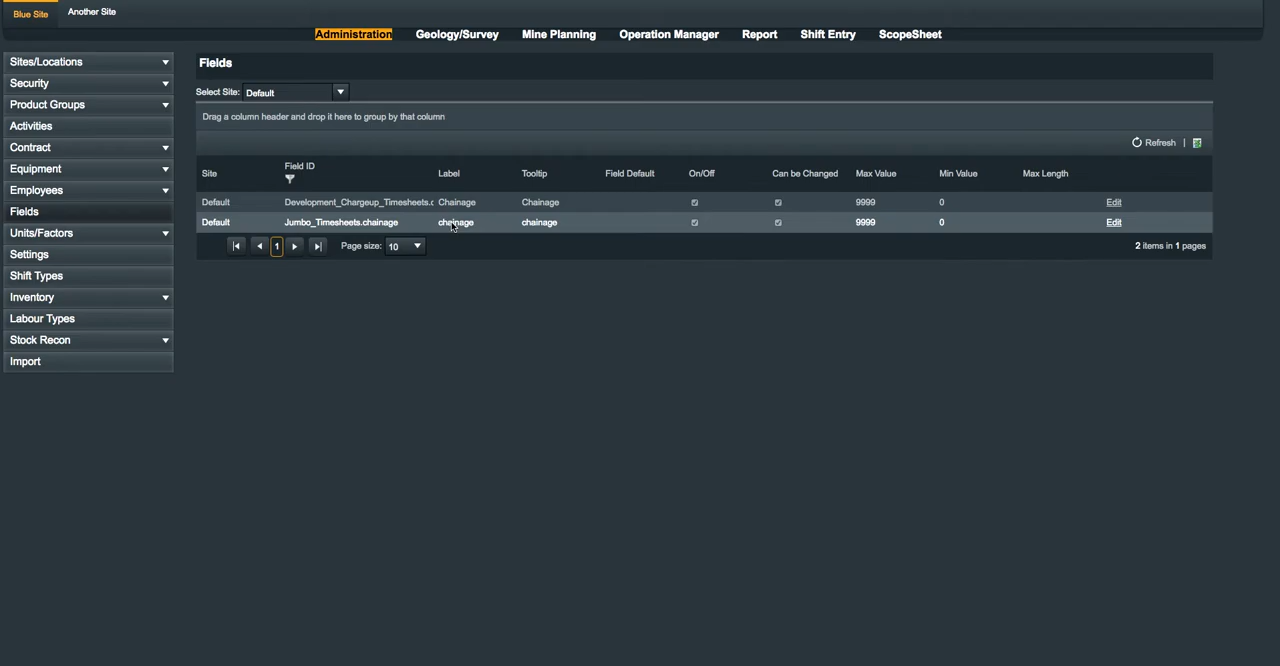 Blue Site Another Site
Administration Geology/Survey Mine Planning Operation Manager Report Shift Entry ScopeSheet
Sites/Locations
Security
Product Groups
Activities
Contract
Equipment
Employees
Fields
Units/Factors
Settings
Shift Types
Inventory
Labour Types
Stock Recon
Import
Fields
Select Site: Default
Drag a column header and drop it here to group by that column
Refresh |
Site Field ID Label Tooltip Field Default On/Off Can be Changed Max Value Min Value Max Length
Default Development_Chargeup_Timesheets.c Chainage Chainage 9999 0 Edit
Default Jumbo_Timesheets.chainage chainage chainage 9999 0 Edit
1 Page size: 10 2 items in 1 pages